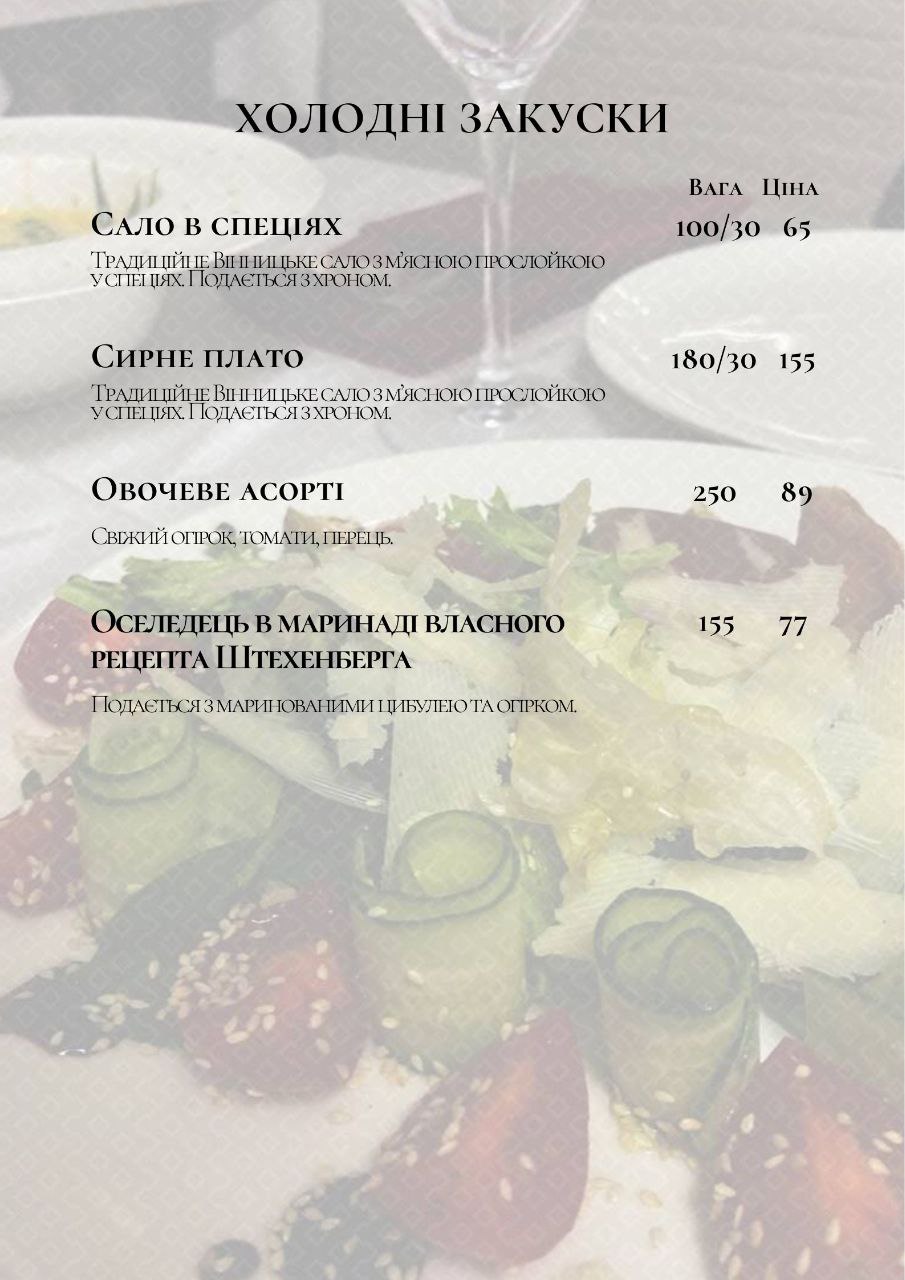 ХОЛОДНІ ЗАКУСКИ
Вага Ціна
Сало в спеціях 100/30 65
Традиційне Вінницьке сало з м'ясною прослойкою
у спеціях. Подається з хроном.
Сирне плато 180/30 155
Традиційне Вінницьке сало з м'ясною прослойкою
у спеціях. Подається з хроном.
Овочеве асорті 250 89
Свіжий огірок, томати, перець.
Оселедець в маринаді власного 155 77
рецепта Штехенберга
Подається з маринованими цибулею та огірком.